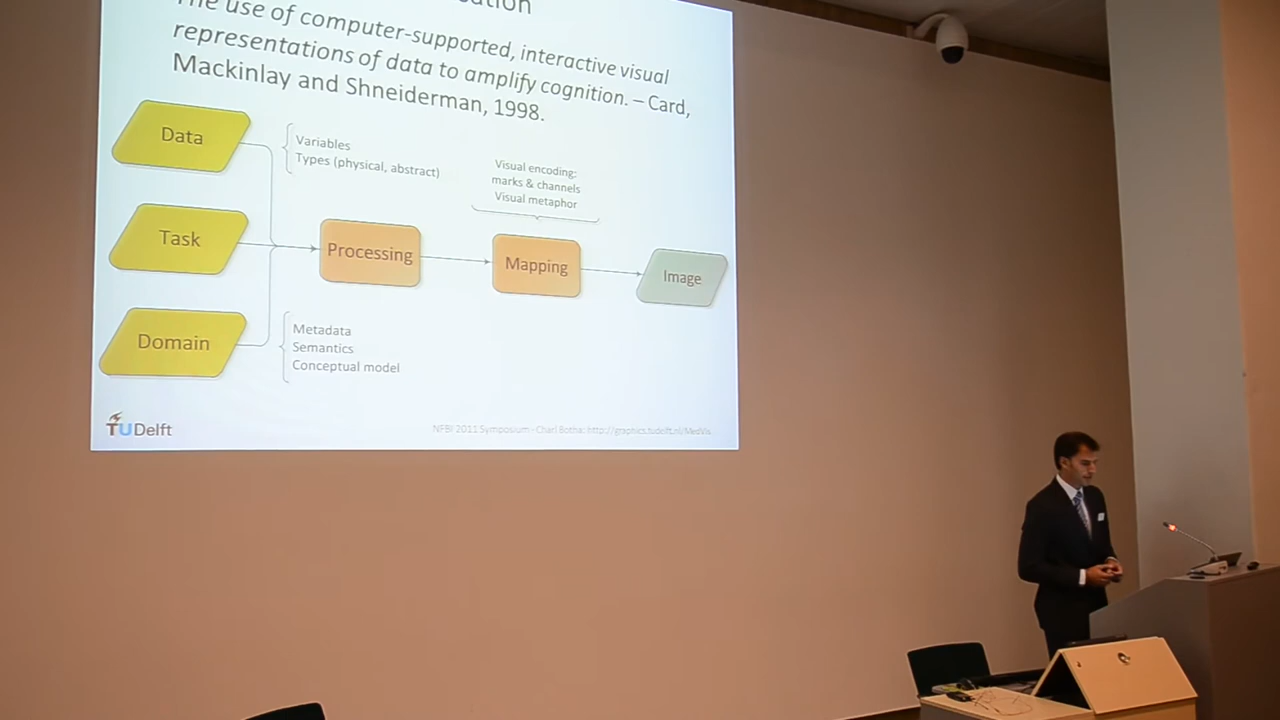 The use of computer-supported, interactive visual
representations of data to amplify cognition. – Card,
Mackinlay and Shneiderman, 1998.
Data
Variables
Types (physical, abstract)
Visual encoding:
marks & channels
Visual metaphor
Task
Processing
Mapping
Image
Domain
Metadata
Semantics
Conceptual model
TUDelft
NFBI 2011 Symposium - Charl Botha: http://graphics.tudelft.nl/MedVis